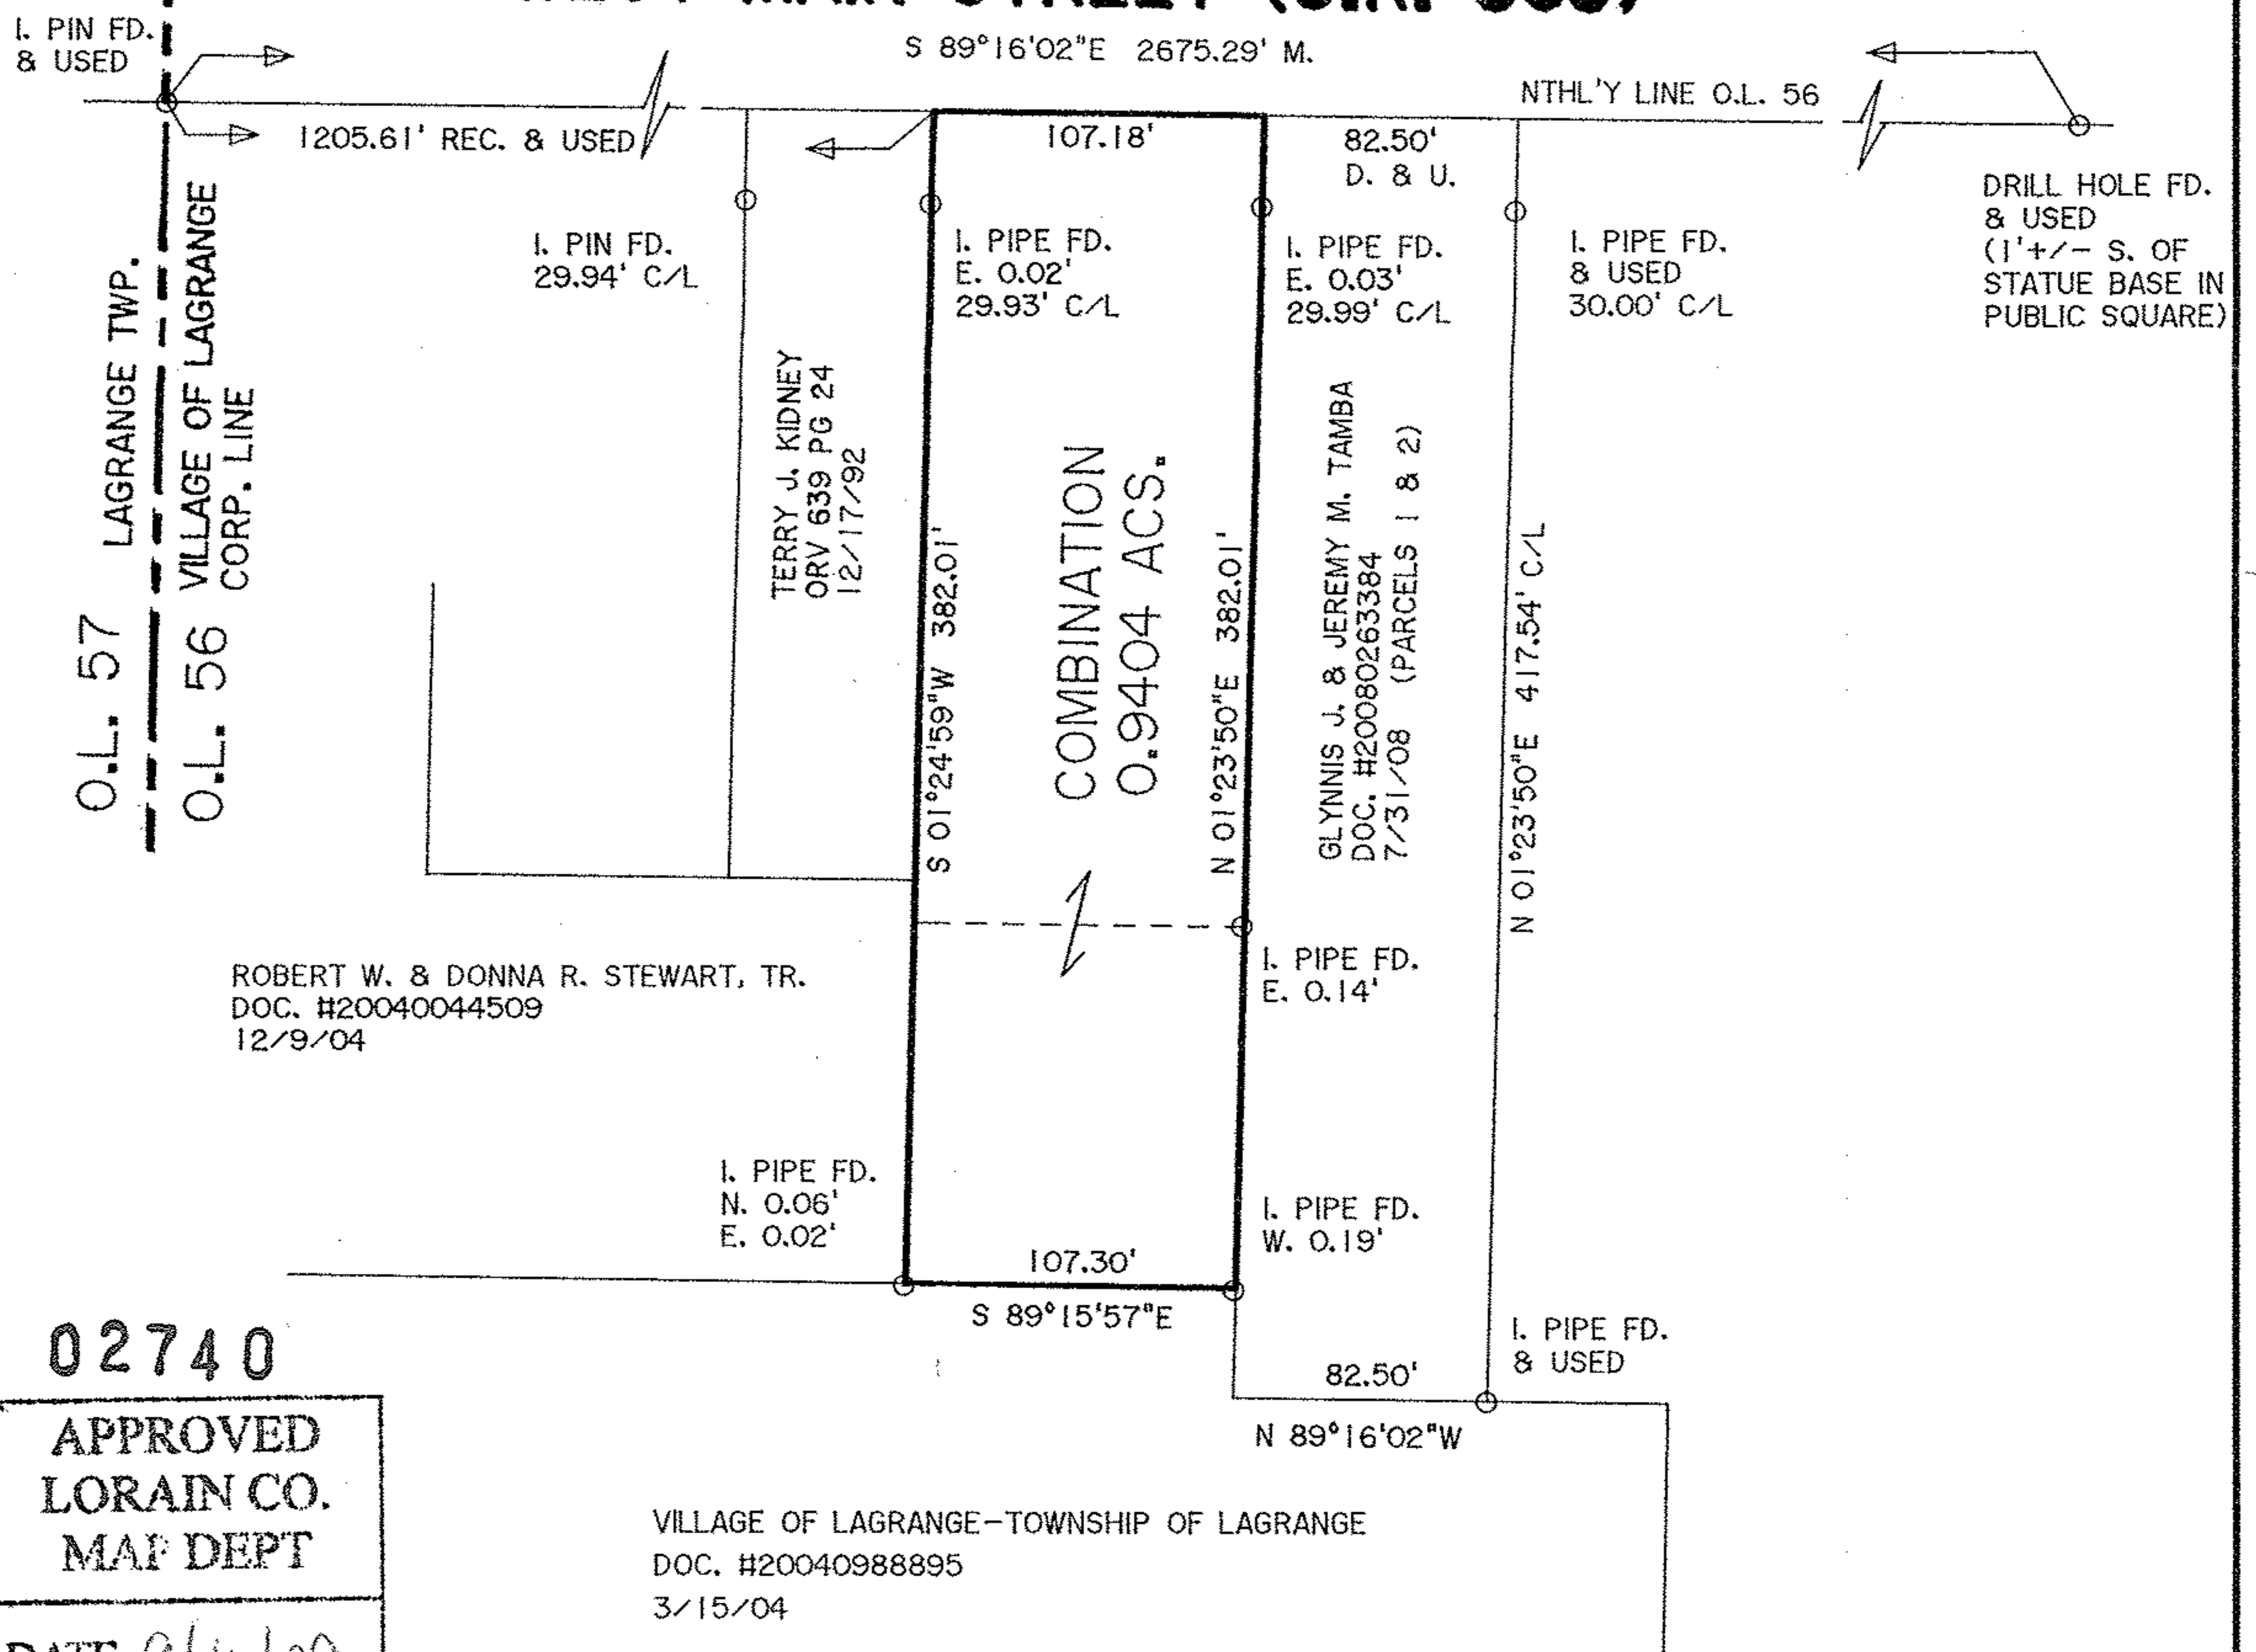 I. PIN FD.
& USED
S 89°16'02"E 2675.29' M.
NTHL'Y LINE O.L. 56
1205.61' REC. & USED
107.18'
82.50'
D. & U.
DRILL HOLE FD.
& USED
(1'+/- S. OF
STATUE BASE IN
PUBLIC SQUARE)
I. PIN FD.
29.94' C/L
I. PIPE FD.
E. 0.02'
29.93' C/L
I. PIPE FD.
E. 0.03'
29.99' C/L
I. PIPE FD.
& USED
30.00' C/L
O.L. 57 LAGRANGE TWP.
O.L. 56 VILLAGE OF LAGRANGE
CORP. LINE
TERRY J. KIDNEY
ORV 639 PG 24
12/17/92
S 01°24'59"W 382.01'
COMBINATION
0.9404 ACS.
N 01°23'50"E 382.01'
GLYNNIS J. & JEREMY M. TAMBA
DOC. #20080263384
7/31/08 (PARCELS 1 & 2)
N 01°23'50"E 417.54' C/L
ROBERT W. & DONNA R. STEWART, TR.
DOC. #20040044509
12/9/04
I. PIPE FD.
E. 0.14'
I. PIPE FD.
N. 0.06'
E. 0.02'
I. PIPE FD.
W. 0.19'
107.30'
S 89°15'57"E
I. PIPE FD.
& USED
82.50'
N 89°16'02"W
02740
APPROVED
LORAIN CO.
MAP DEPT
DATE
VILLAGE OF LAGRANGE-TOWNSHIP OF LAGRANGE
DOC. #20040988895
3/15/04